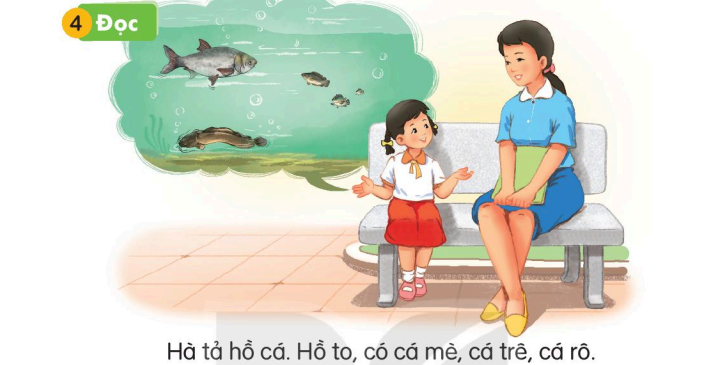 4 Đọc
Hà tả hồ cá. Hồ to, có cá mè, cá trê, cá rô.